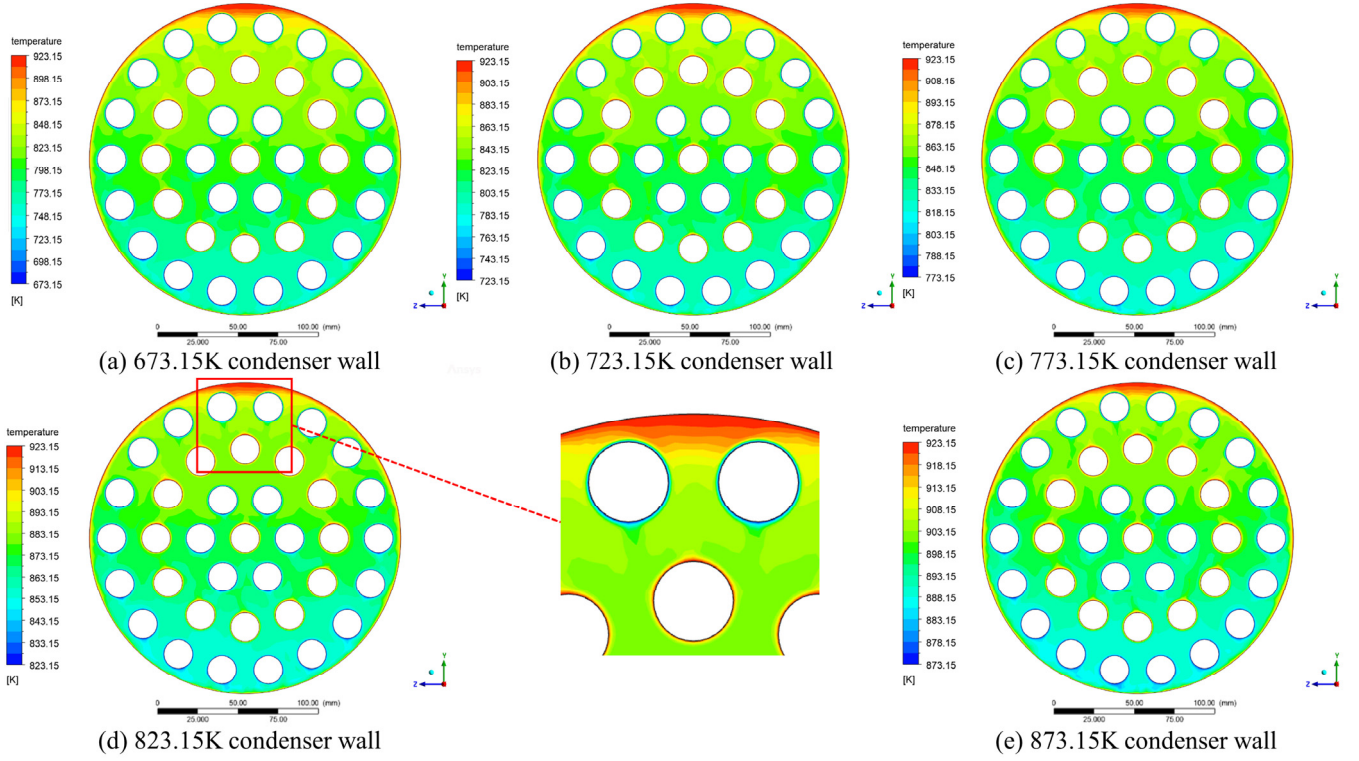 temperature
923.15
898.15
873.15
848.15
823.15
798.15
773.15
748.15
723.15
698.15
673.15
[K]
Y
Z
0 50.00 100.00 (mm)
25.000 75.00
(a) 673.15K condenser wall
temperature
923.15
903.15
883.15
863.15
843.15
823.15
803.15
783.15
763.15
743.15
723.15
[K]
Y
Z
0 50.00 100.00 (mm)
25.000 75.00
(b) 723.15K condenser wall
temperature
923.15
908.15
893.15
878.15
863.15
848.15
833.15
818.15
803.15
788.15
773.15
[K]
Y
Z
0 50.00 100.00 (mm)
25.000 75.00
(c) 773.15K condenser wall
temperature
923.15
913.15
903.15
893.15
883.15
873.15
863.15
853.15
843.15
833.15
823.15
[K]
Y
Z
0 50.00 100.00 (mm)
25.000 75.00
(d) 823.15K condenser wall
temperature
923.15
918.15
913.15
908.15
903.15
898.15
893.15
888.15
883.15
878.15
873.15
[K]
Y
Z
0 50.00 100.00 (mm)
25.000 75.00
(e) 873.15K condenser wall